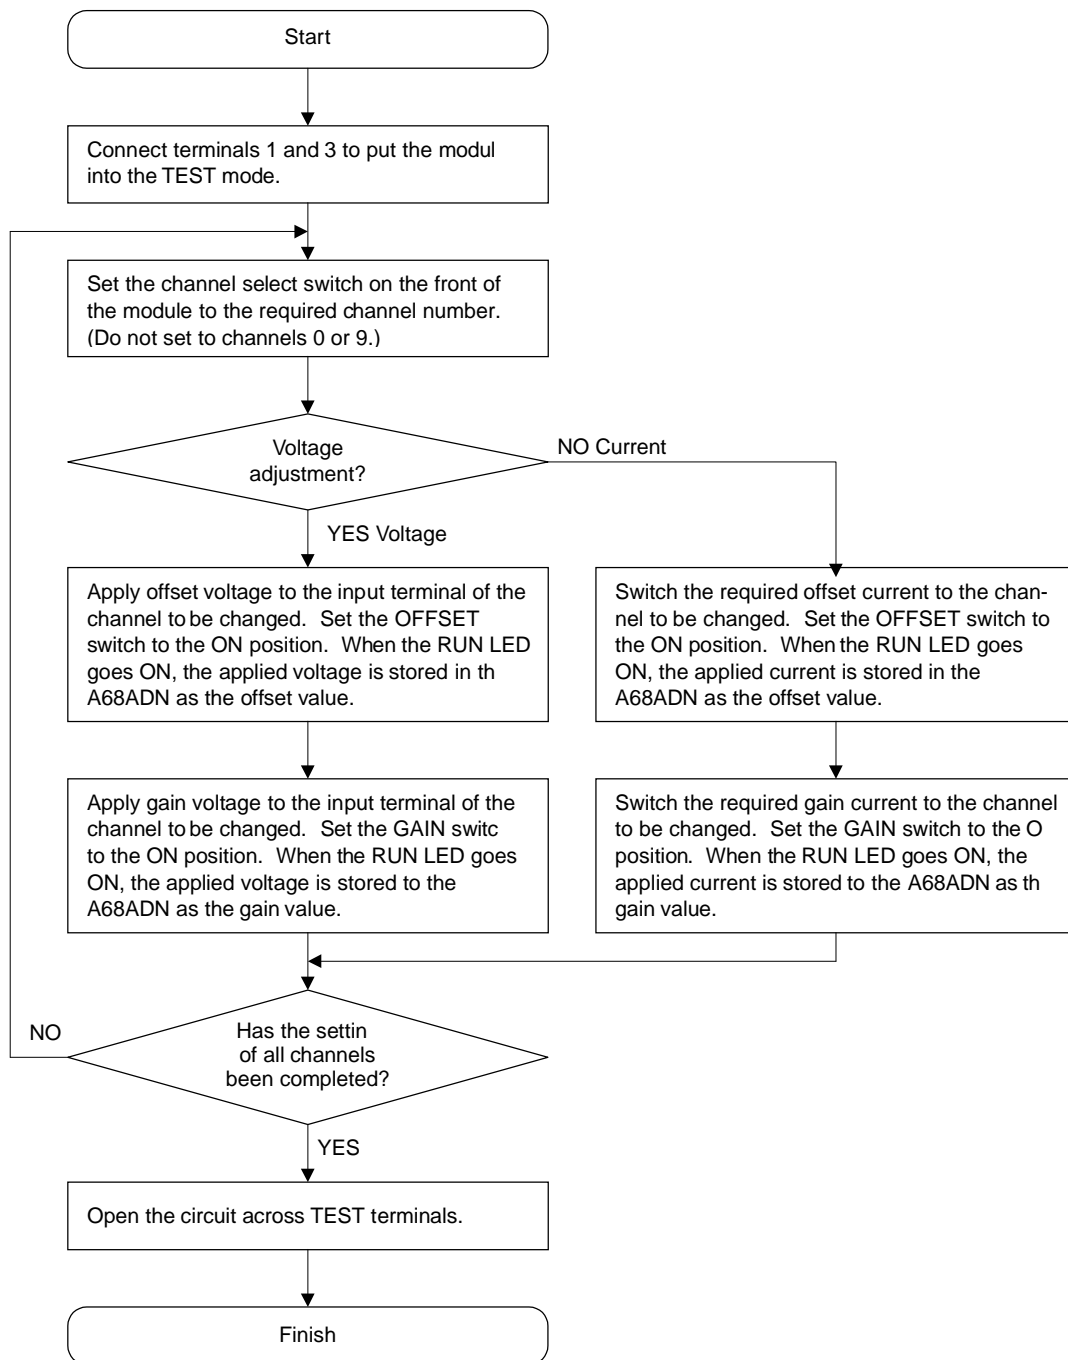 Start
Connect terminals 1 and 3 to put the modul
into the TEST mode.
Set the channel select switch on the front of
the module to the required channel number.
(Do not set to channels 0 or 9.)
Voltage
adjustment?
NO Current
YES Voltage
Apply offset voltage to the input terminal of the
channel to be changed. Set the OFFSET
switch to the ON position. When the RUN LED
goes ON, the applied voltage is stored in th
A68ADN as the offset value.
Switch the required offset current to the chan-
nel to be changed. Set the OFFSET switch to
the ON position. When the RUN LED goes
ON, the applied current is stored in the
A68ADN as the offset value.
Apply gain voltage to the input terminal of the
channel to be changed. Set the GAIN switc
to the ON position. When the RUN LED goes
ON, the applied voltage is stored to the
A68ADN as the gain value.
Switch the required gain current to the channel
to be changed. Set the GAIN switch to the O
position. When the RUN LED goes ON, the
applied current is stored to the A68ADN as th
gain value.
NO
Has the settin
of all channels
been completed?
YES
Open the circuit across TEST terminals.
Finish